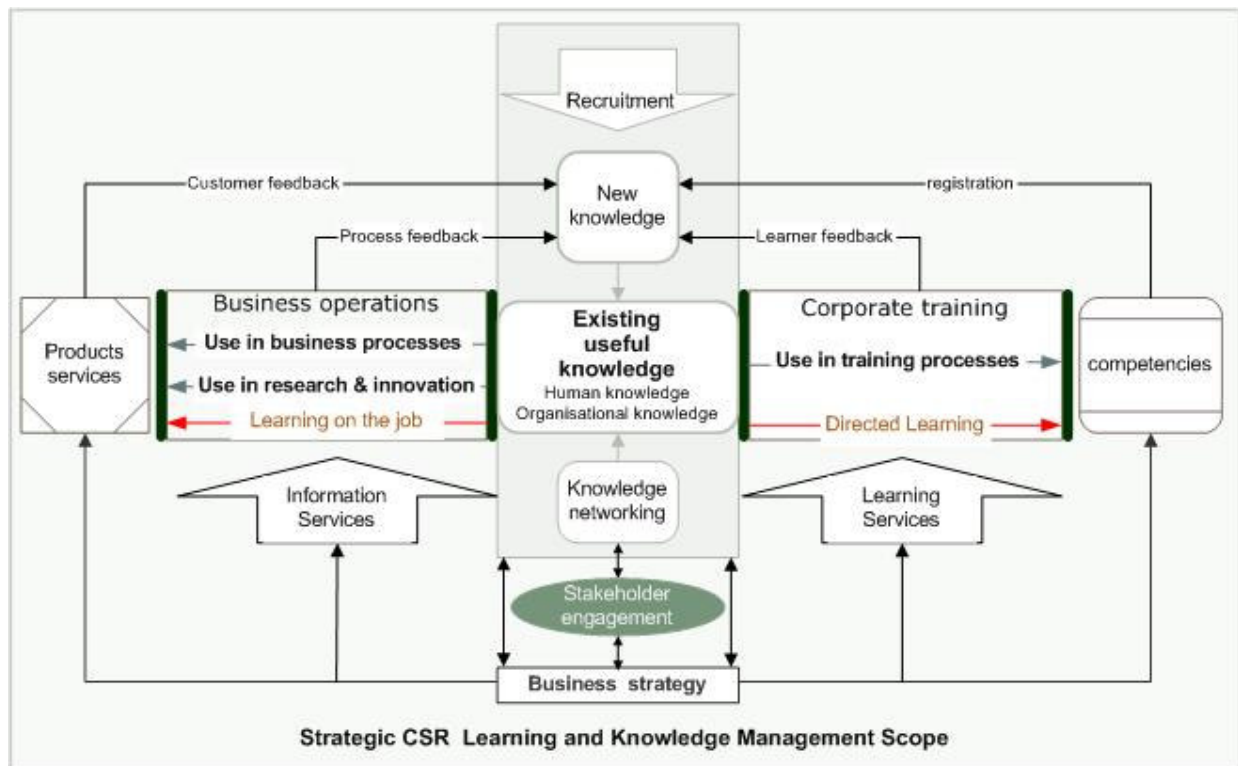 Recruitment
Customer feedback
New
knowledge
registration
Process feedback
Learner feedback
Products
services
Business operations
Use in business processes
Use in research & innovation
Learning on the job
Existing
useful
knowledge
Human knowledge
Organisational knowledge
Corporate training
Use in training processes
Directed Learning
competencies
Information
Services
Knowledge
networking
Learning
Services
Stakeholder
engagement
Business strategy
Strategic CSR Learning and Knowledge Management Scope